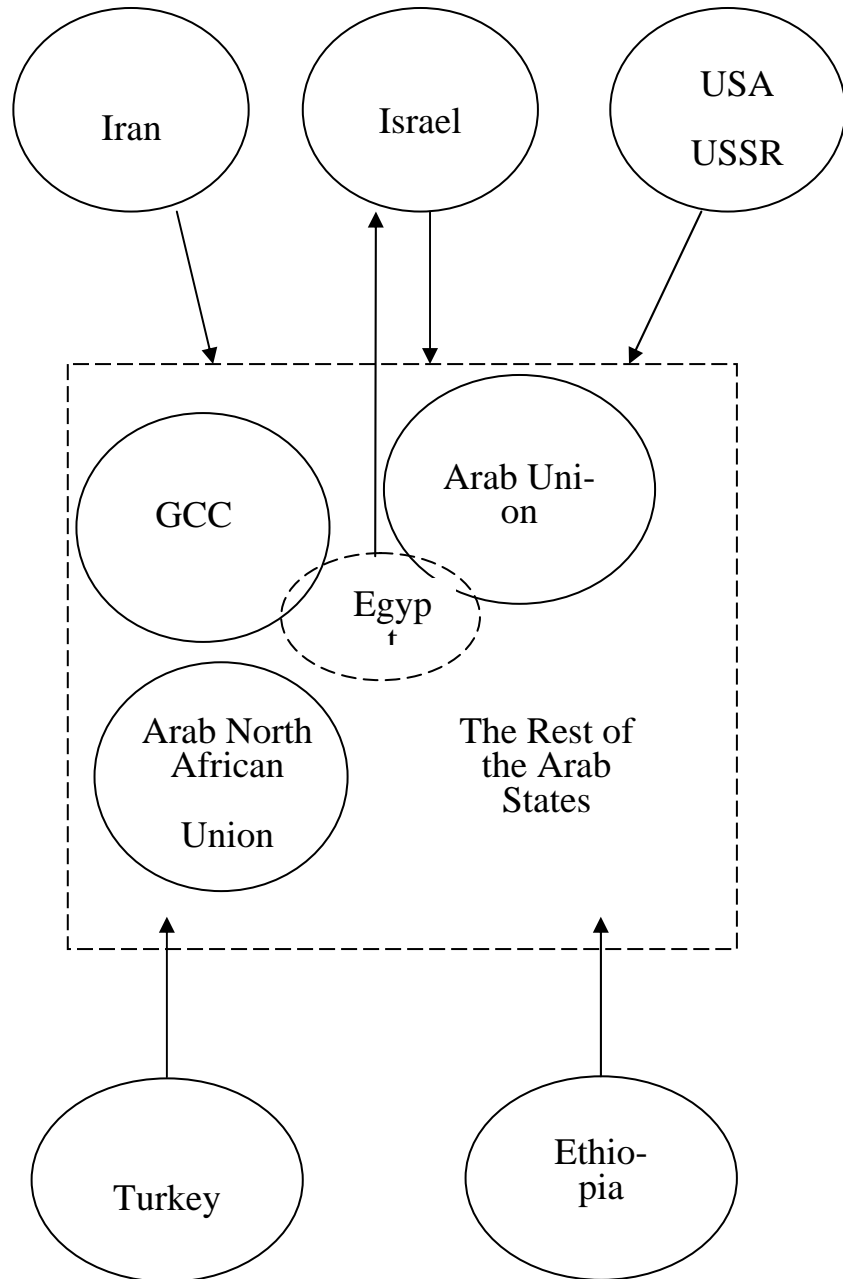 Iran
Israel
USA
USSR
GCC
Arab Uni-
on
Egyp
t
Arab North
African
Union
The Rest of
the Arab
States
Turkey
Ethio-
pia